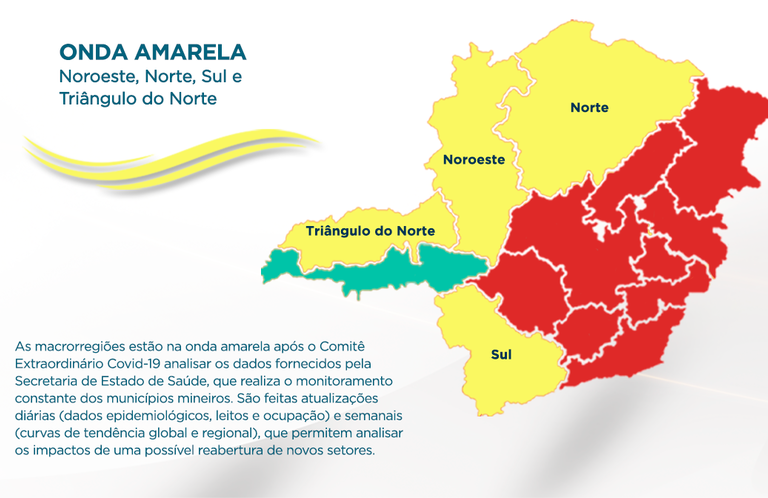 ONDA AMARELA
Noroeste, Norte, Sul e
Triângulo do Norte
Norte
Noroeste
Triângulo do Norte
Sul
As macrorregiões estão na onda amarela após o Comitê
Extraordinário Covid-19 analisar os dados fornecidos pela
Secretaria de Estado de Saúde, que realiza o monitoramento
constante dos municípios mineiros. São feitas atualizações
diárias (dados epidemiológicos, leitos e ocupação) e semanais
(curvas de tendência global e regional), que permitem analisar
os impactos de uma possível reabertura de novos setores.